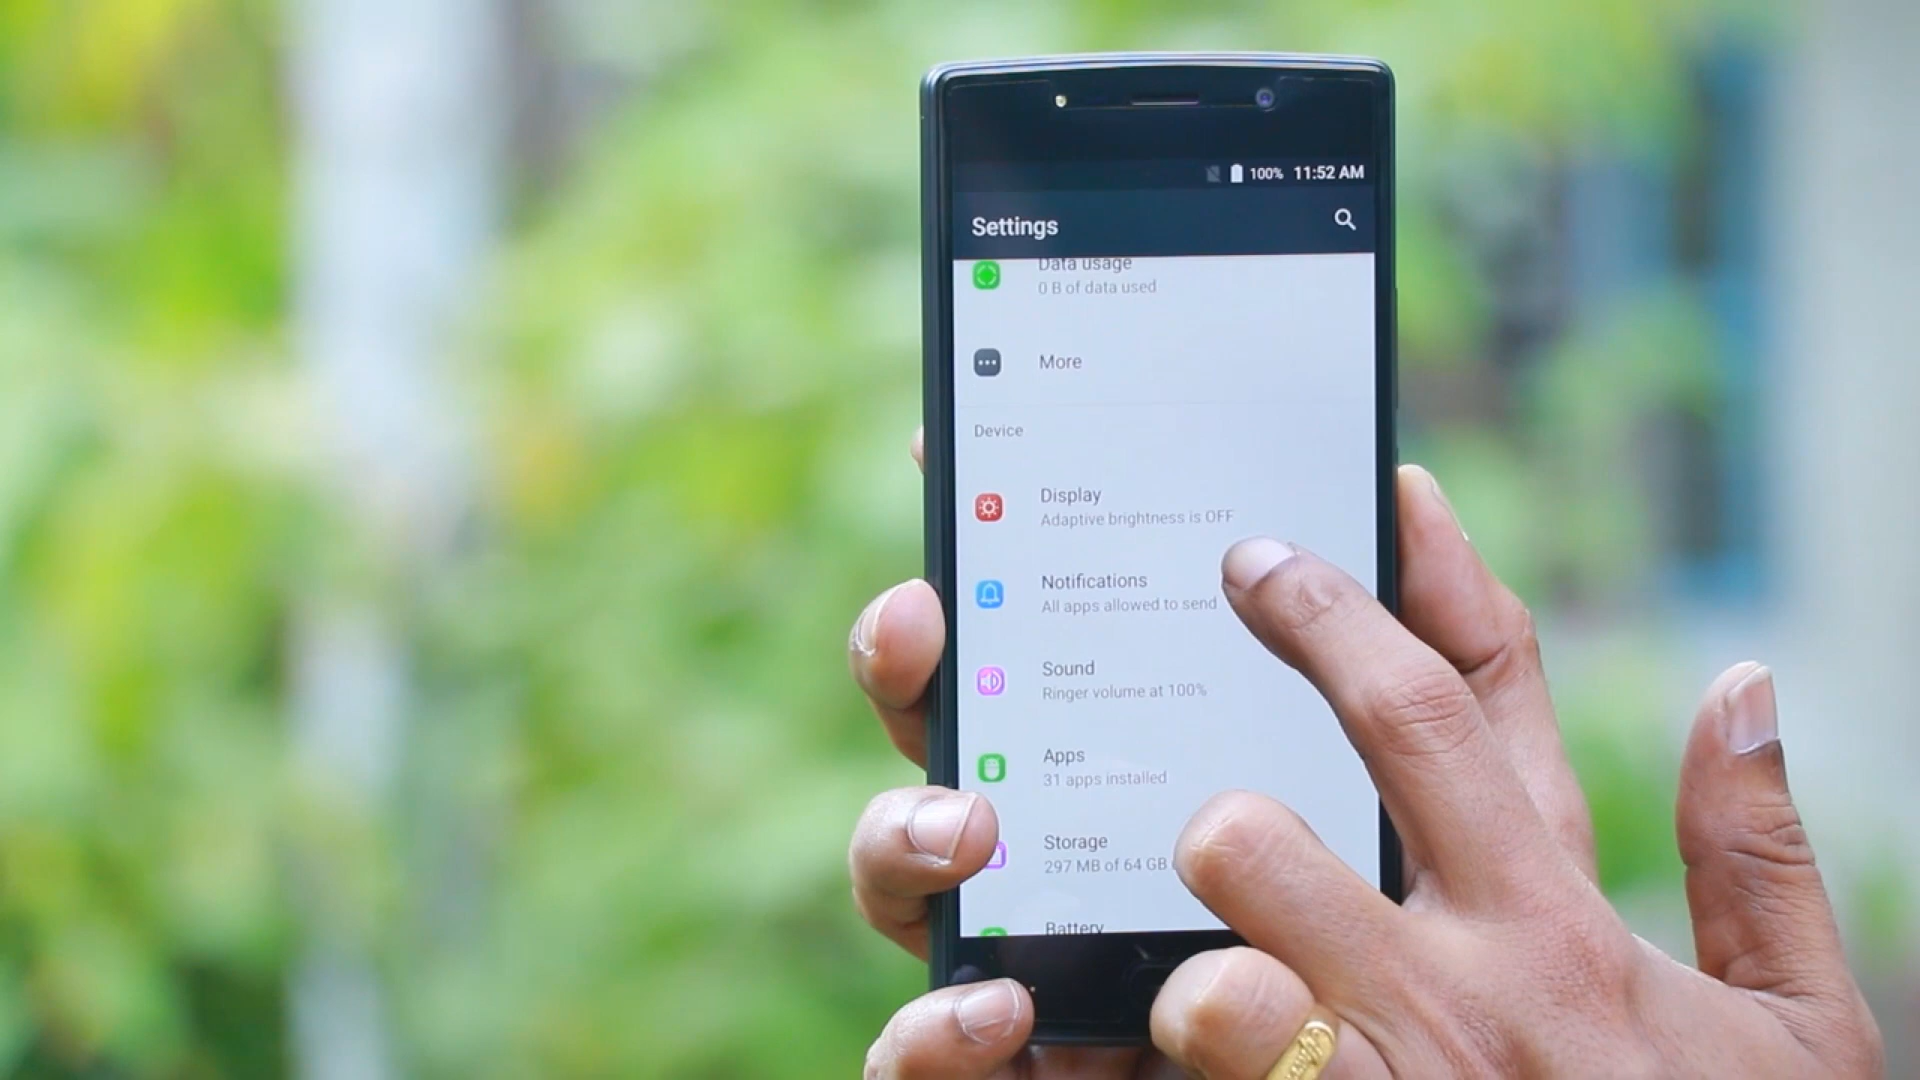 100% 11:52 AM
Settings
Data usage
0 B of data used
More
Device
Display
Adaptive brightness is OFF
Notifications
All apps allowed to send
Sound
Ringer volume at 100%
Apps
31 apps installed
Storage
297 MB of 64 GB
Battery